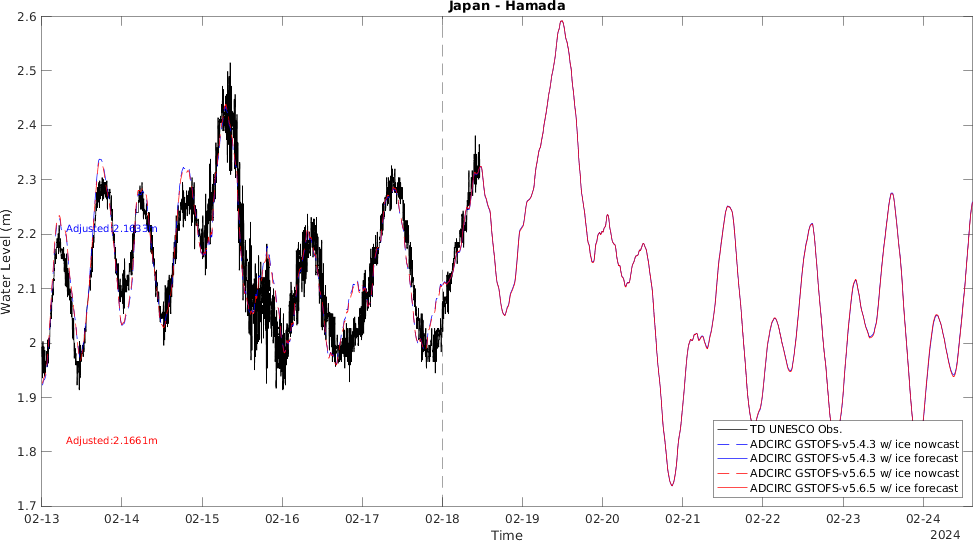 Japan - Hamada
2.6
2.5
2.4
2.3
2.2
2.1
2
1.9
1.8
1.7
Water Level (m)
Adjusted:2.1633m
Adjusted:2.1661m
TD UNESCO Obs.
ADCIRC GSTOFS-v5.4.3 w/ ice nowcast
ADCIRC GSTOFS-v5.4.3 w/ ice forecast
ADCIRC GSTOFS-v5.6.5 w/ ice nowcast
ADCIRC GSTOFS-v5.6.5 w/ ice forecast
02-13 02-14 02-15 02-16 02-17 02-18 02-19 02-20 02-21 02-22 02-23 02-24
Time
2024